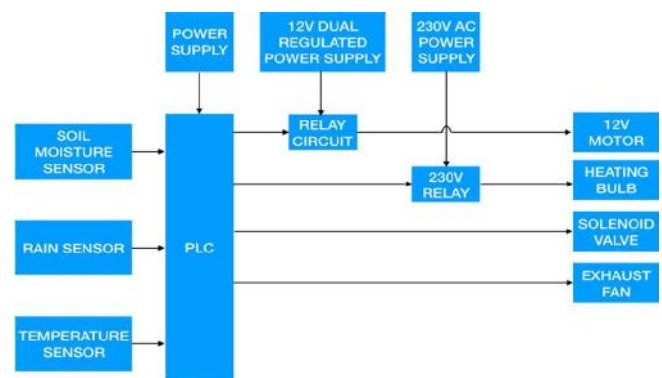 POWER
SUPPLY
12V DUAL
REGULATED
POWER SUPPLY
230V AC
POWER
SUPPLY
SOIL
MOISTURE
SENSOR
RELAY
CIRCUIT
12V
MOTOR
230V
RELAY
HEATING
BULB
RAIN SENSOR
PLC
SOLENOID
VALVE
EXHAUST
FAN
TEMPERATURE
SENSOR